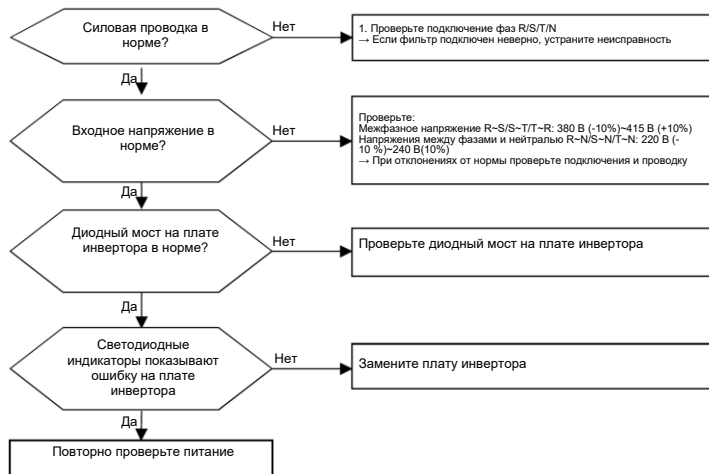 Силовая проводка в
норме?
Нет
1. Проверьте подключение фаз R/S/T/N
→ Если фильтр подключен неверно, устраните неисправность
Да
Входное напряжение в
норме?
Нет
Проверьте:
Межфазное напряжение R~S/S~T/T~R: 380 В (-10%)~415 В (+10%)
Напряжения между фазами и нейтралью R~N/S~N/T~N: 220 В (-
10 %)~240 В(10%)
→ При отклонениях от нормы проверьте подключения и проводку
Да
Диодный мост на плате
инвертора в норме?
Нет
Проверьте диодный мост на плате инвертора
Да
Светодиодные
индикаторы показывают
ошибку на плате
инвертора
Нет
Замените плату инвертора
Да
Повторно проверьте питание